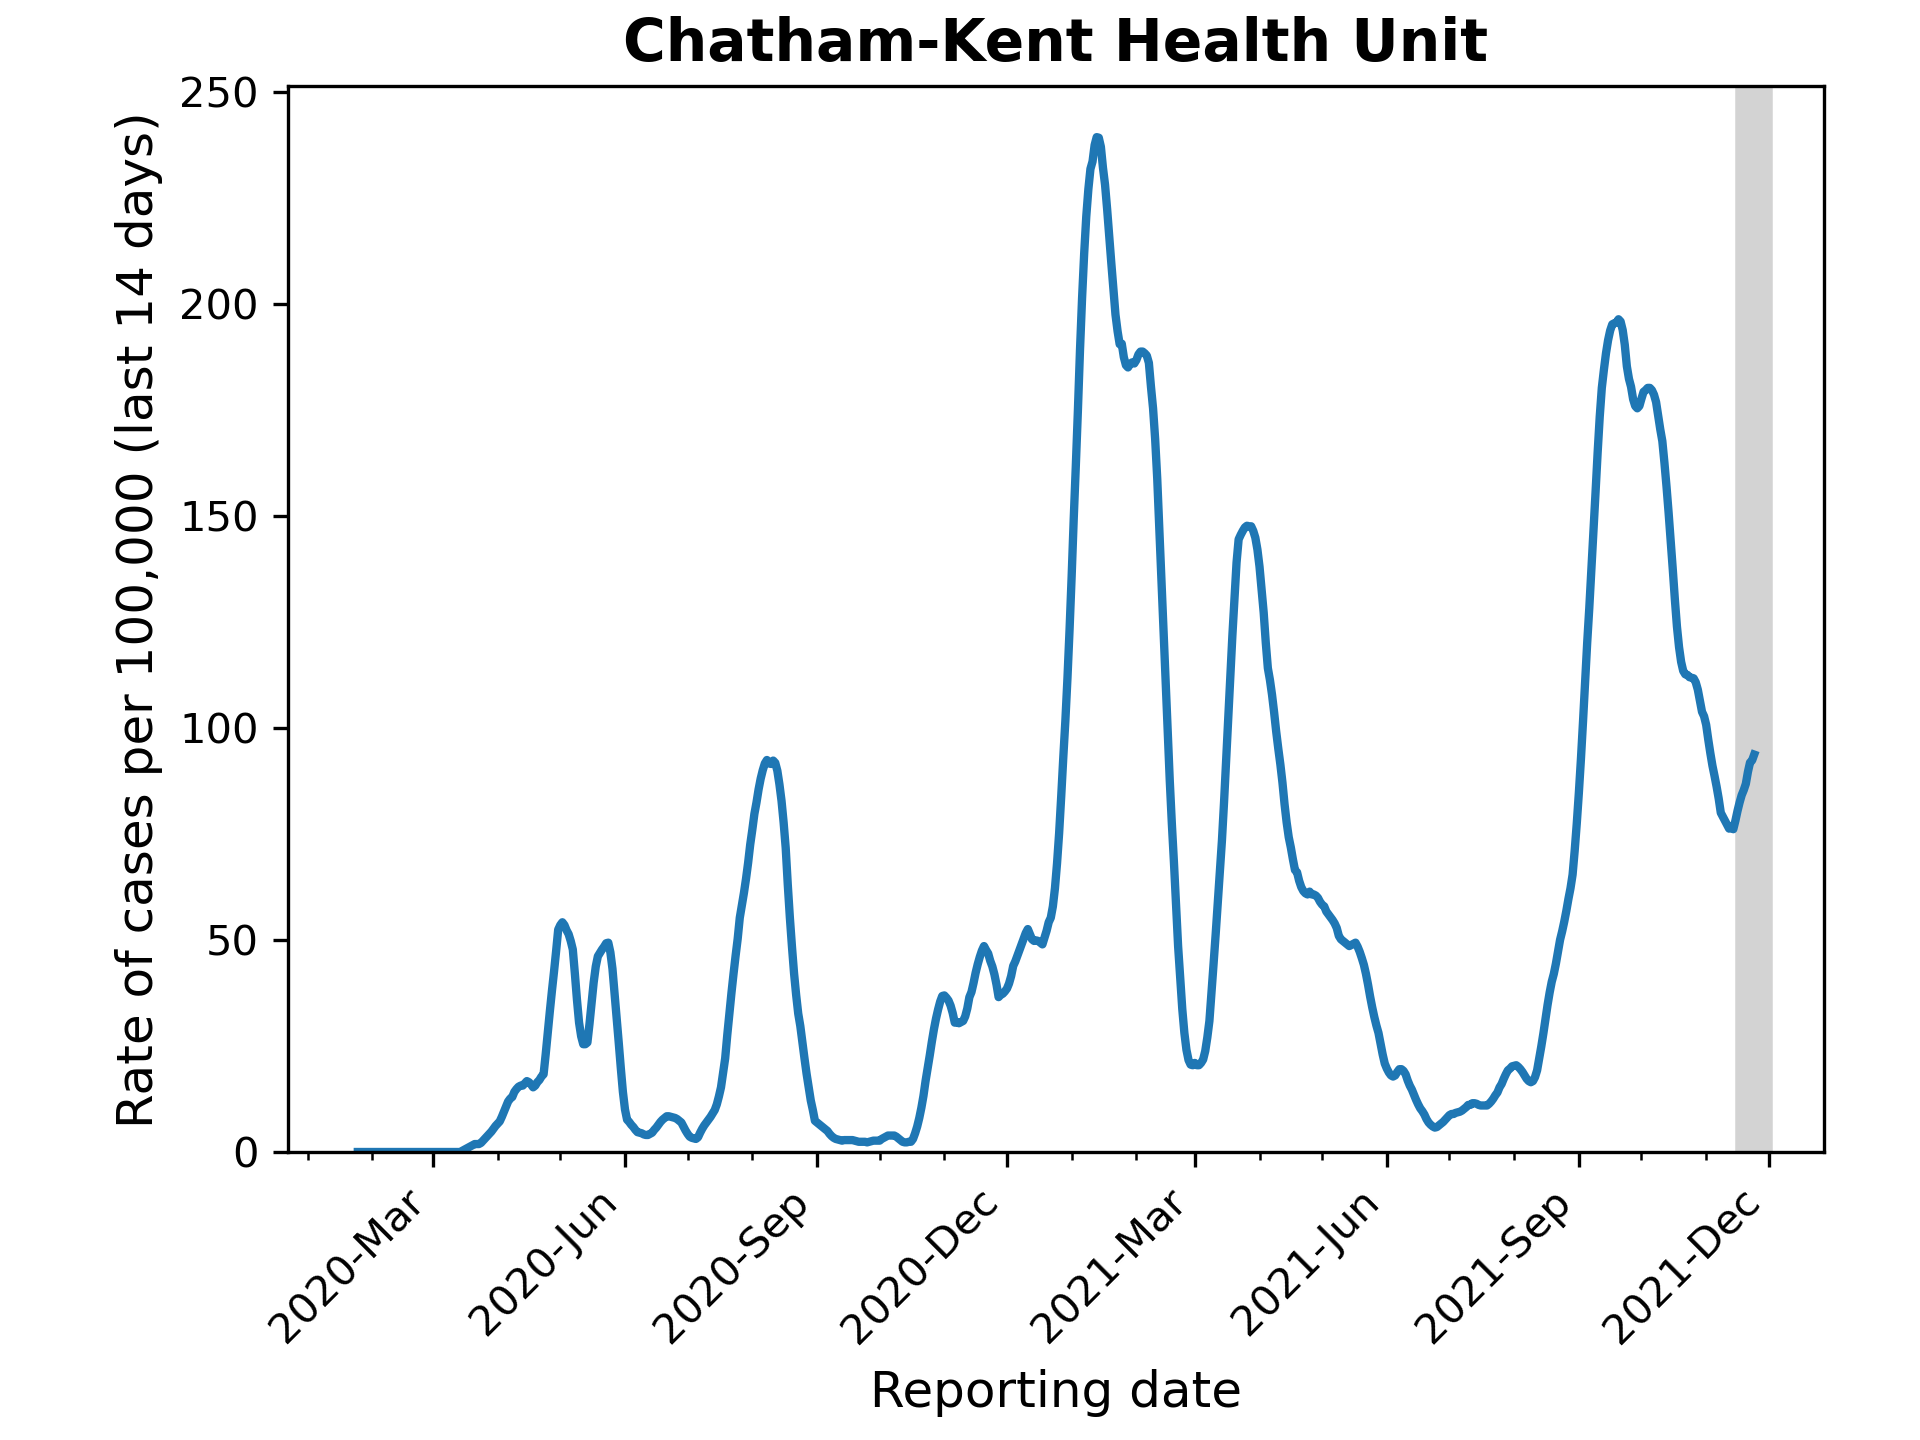 Chatham-Kent Health Unit
Rate of cases per 100,000 (last 14 days)
250
200
150
100
50
0
2020-Mar
2020-Jun
2020-Sep
2020-Dec
2021-Mar
2021-Jun
2021-Sep
2021-Dec
Reporting date